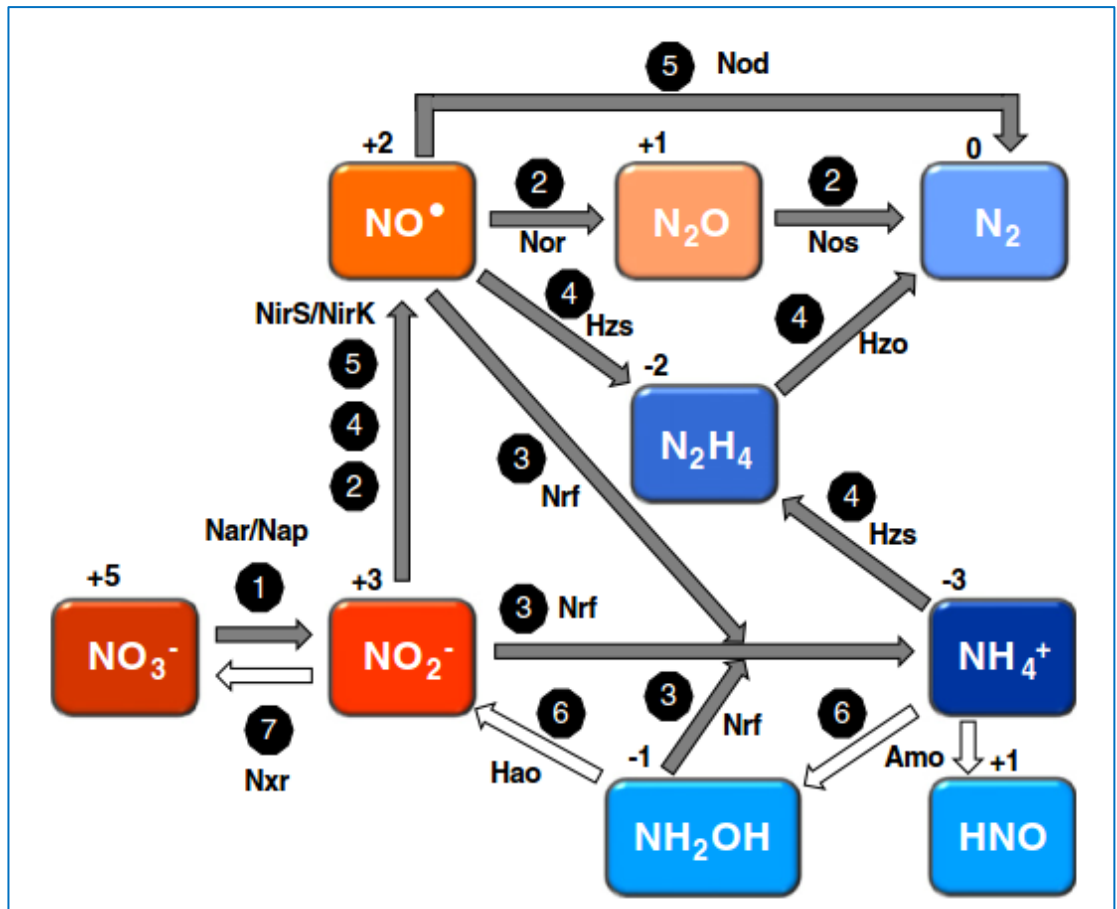 5 Nod
+2
+1
0
NO•
2
Nor
N₂O
2
Nos
N₂
NirS/NirK
5
4
2
4
Hzs
4
Hzo
-2
N₂H₄
3
Nrf
4
Hzs
Nar/Nap
+5
1
+3
3 Nrf
-3
NO₃⁻
NO₂⁻
NH₄⁺
7
Nxr
6
Hao
3
Nrf
6
Amo
-1
+1
NH₂OH
HNO